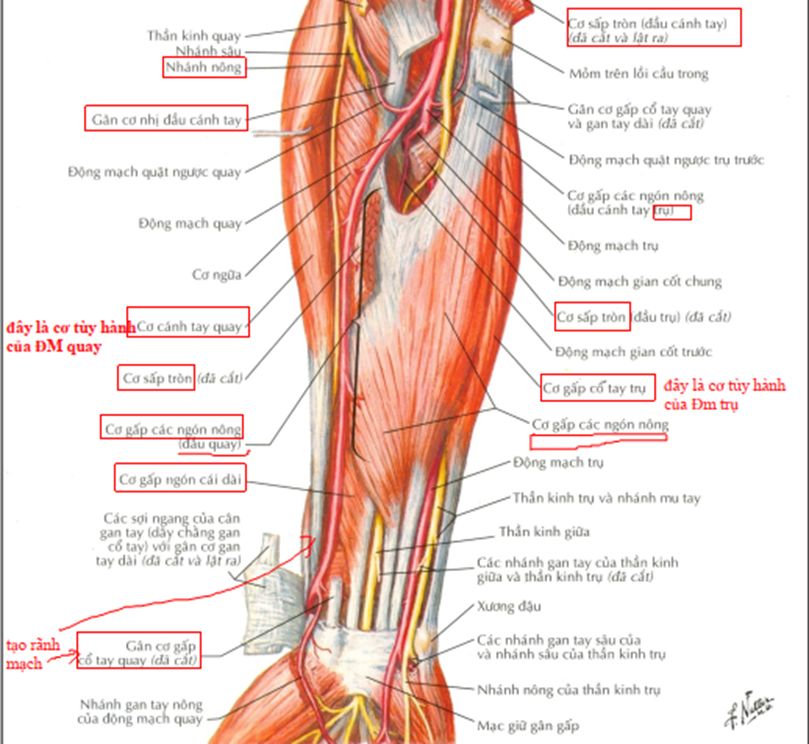 Thần kinh quay
Nhánh sâu
Nhánh nông
Gân cơ nhị đầu cánh tay
Động mạch quặt ngược quay
Động mạch quay
Cơ ngửa
đây là cơ tùy hành
của ĐM quay
Cơ cánh tay quay
Cơ sấp tròn (đã cắt)
Cơ gấp các ngón nông
(đầu quay)
Cơ gấp ngón cái dài
Các sợi ngang của cân
gan tay (dây chằng gan
cổ tay) với gân cơ gan
tay dài (đã cắt và lật ra)
tạo rãnh
mạch
Gân cơ gấp
cổ tay quay (đã cắt)
Nhánh gan tay nông
của động mạch quay
Cơ sấp tròn (đầu cánh tay)
(đã cắt và lật ra)
Mỏm trên lồi cầu trong
Gân cơ gấp cổ tay quay
và gan tay dài (đã cắt)
Động mạch quặt ngược trụ trước
Cơ gấp các ngón nông
(đầu cánh tay trụ)
Động mạch trụ
Động mạch gian cốt chung
Cơ sấp tròn (đầu trụ) (đã cắt)
Động mạch gian cốt trước
Cơ gấp cổ tay trụ
đây là cơ tùy hành
của Đm trụ
Cơ gấp các ngón nông
Động mạch trụ
Thần kinh trụ và nhánh mu tay
Thần kinh giữa
Các nhánh gan tay của thần kinh
giữa và thần kinh trụ (đã cắt)
Xương đậu
Các nhánh gan tay sâu của
và nhánh sâu của thần kinh trụ
Nhánh nông của thần kinh trụ
Mạc giữ gân gấp